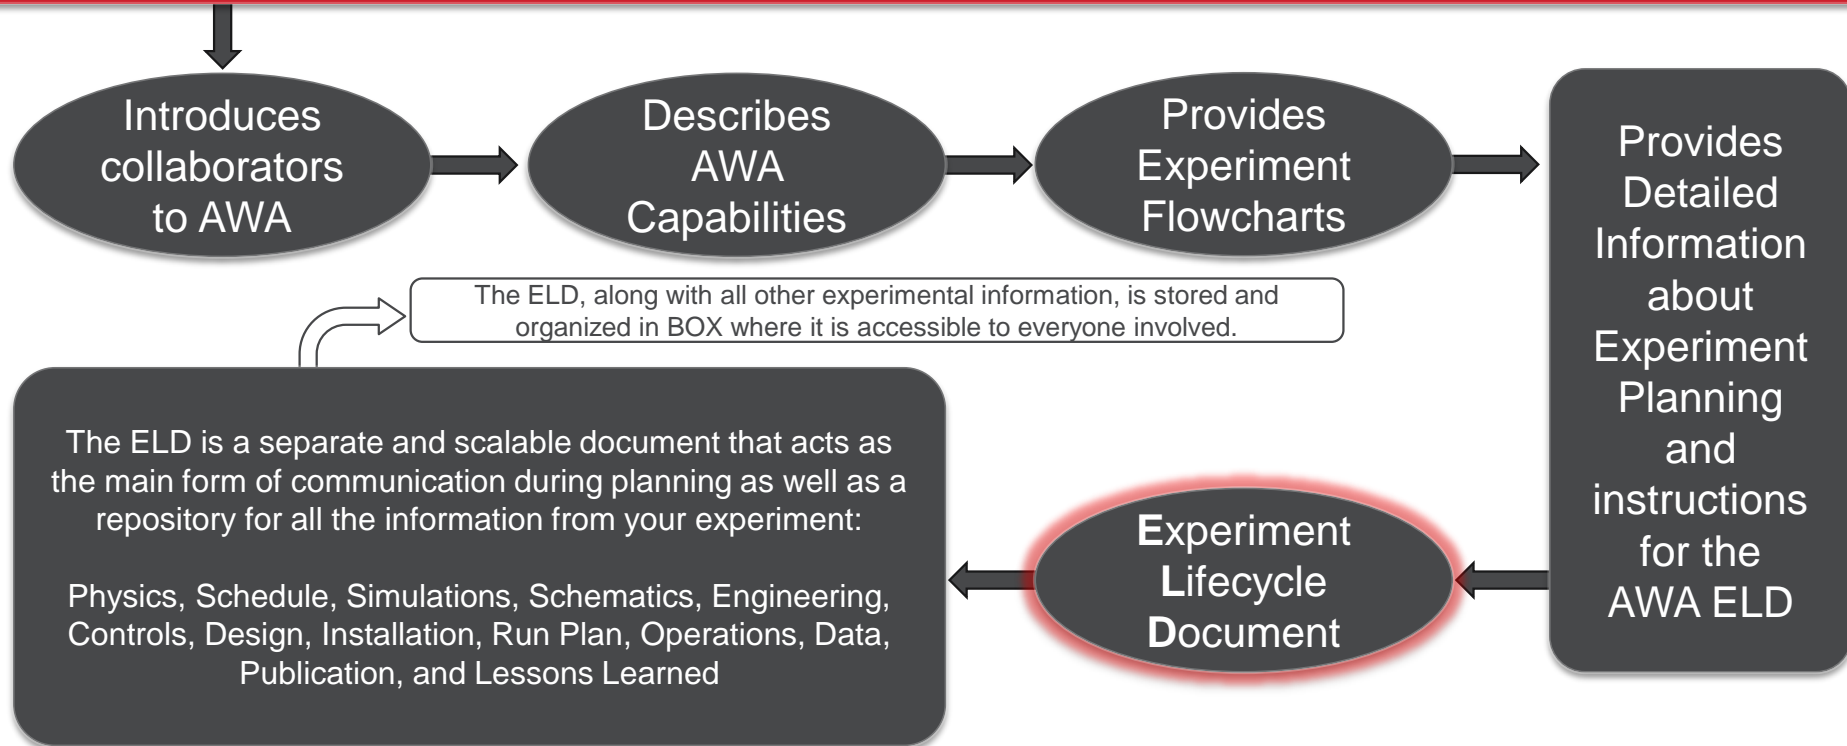 Introduces
collaborators
to AWA
Describes
AWA
Capabilities
Provides
Experiment
Flowcharts
Provides
Detailed
Information
about
Experiment
Planning
and
instructions
for the
AWA ELD
Experiment
Lifecycle
Document
The ELD is a separate and scalable document that acts as
the main form of communication during planning as well as a
repository for all the information from your experiment:
Physics, Schedule, Simulations, Schematics, Engineering,
Controls, Design, Installation, Run Plan, Operations, Data,
Publication, and Lessons Learned
The ELD, along with all other experimental information, is stored and
organized in BOX where it is accessible to everyone involved.